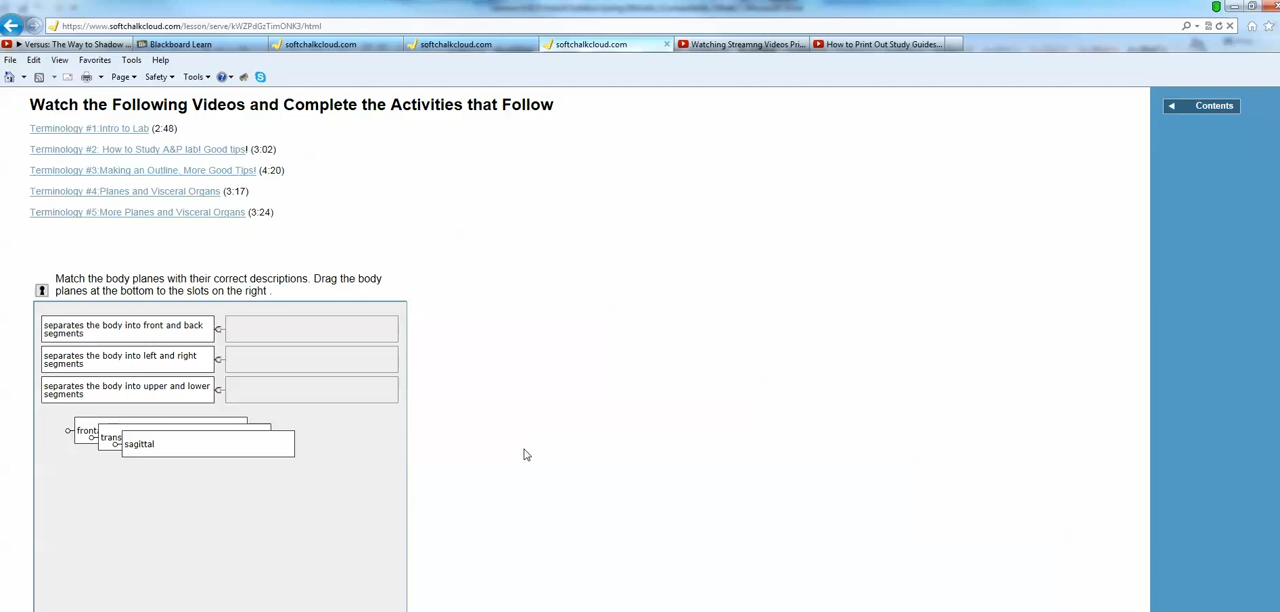 https://www.softchalkcloud.com/lesson/serve/kWZPdGzTimONK3/html
Versus: The Way to Shadow ...
Blackboard Learn
softchalkcloud.com
softchalkcloud.com
softchalkcloud.com
Watching Streamng Videos Pri...
How to Print Out Study Guides...
File Edit View Favorites Tools Help
Page Safety Tools
Watch the Following Videos and Complete the Activities that Follow
Contents
Terminology #1:Intro to Lab (2:48)
Terminology #2: How to Study A&P lab! Good tips! (3:02)
Terminology #3:Making an Outline, More Good Tips! (4:20)
Terminology #4:Planes and Visceral Organs (3:17)
Terminology #5:More Planes and Visceral Organs (3:24)
Match the body planes with their correct descriptions. Drag the body
planes at the bottom to the slots on the right .
separates the body into front and back
segments
separates the body into left and right
segments
separates the body into upper and lower
segments
front
trans
sagittal